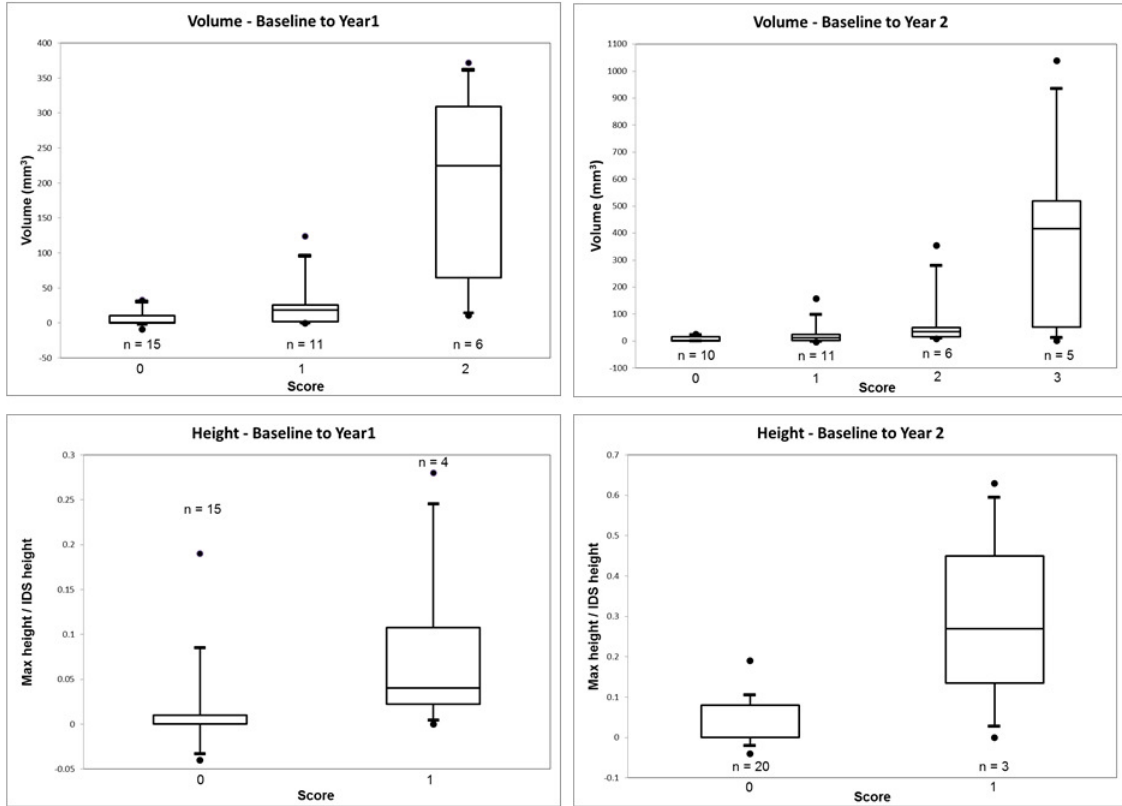 Volume - Baseline to Year1
400
350
300
250
200
150
100
50
0
-50
Volume (mm³)
n = 15
n = 11
n = 6
0
1
2
Score
Volume - Baseline to Year 2
1100
1000
900
800
700
600
500
400
300
200
100
0
-100
Volume (mm³)
n = 10
n = 11
n = 6
n = 5
0
1
2
3
Score
Height - Baseline to Year1
0.3
0.25
0.2
0.15
0.1
0.05
0
-0.05
Max height / IDS height
n = 15
n = 4
0
1
Score
Height - Baseline to Year 2
0.7
0.6
0.5
0.4
0.3
0.2
0.1
0
-0.1
Max height / IDS height
n = 20
n = 3
0
1
Score